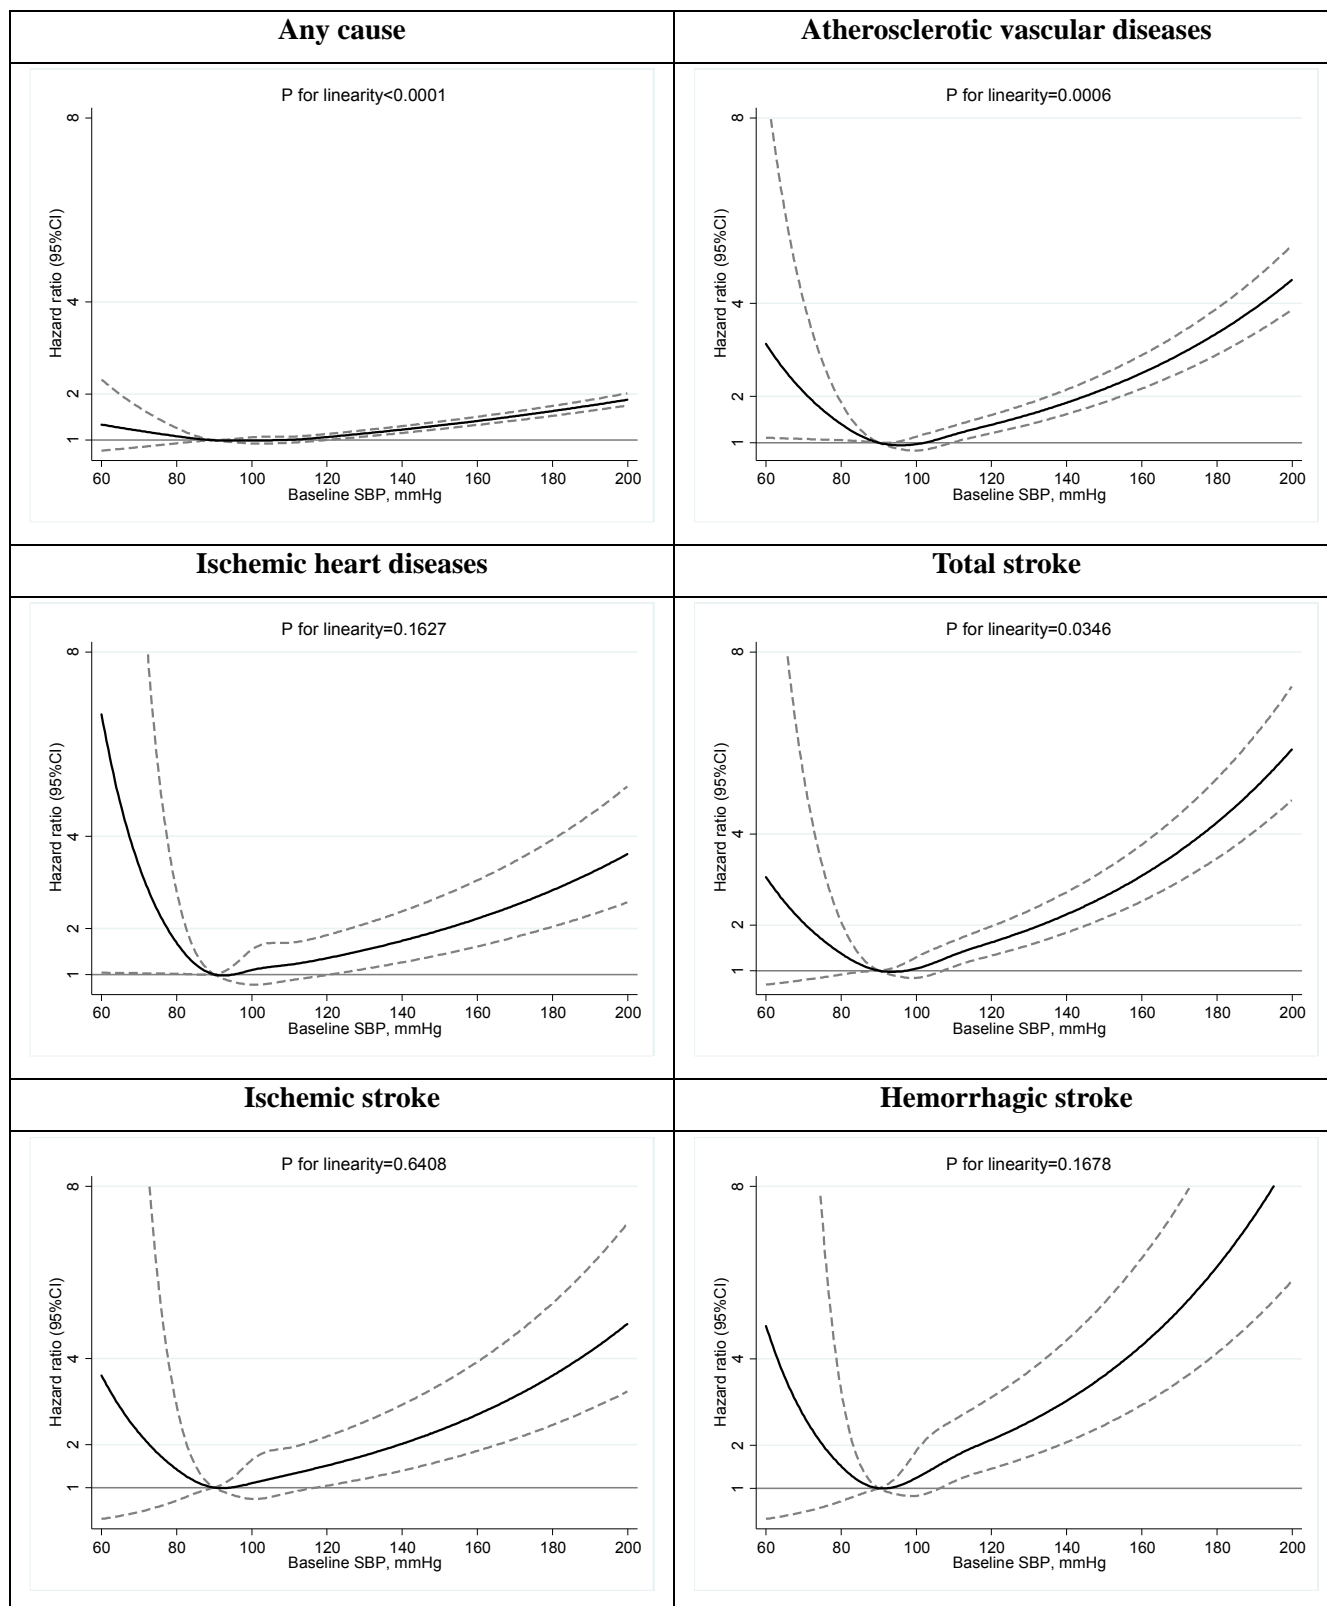 Any cause
Atherosclerotic vascular diseases
P for linearity<0.0001
Hazard ratio (95%CI)
8
4
2
1
60 80 100 120 140 160 180 200
Baseline SBP, mmHg
P for linearity=0.0006
Hazard ratio (95%CI)
8
4
2
1
60 80 100 120 140 160 180 200
Baseline SBP, mmHg
Ischemic heart diseases
Total stroke
P for linearity=0.1627
Hazard ratio (95%CI)
8
4
2
1
60 80 100 120 140 160 180 200
Baseline SBP, mmHg
P for linearity=0.0346
Hazard ratio (95%CI)
8
4
2
1
60 80 100 120 140 160 180 200
Baseline SBP, mmHg
Ischemic stroke
Hemorrhagic stroke
P for linearity=0.6408
Hazard ratio (95%CI)
8
4
2
1
60 80 100 120 140 160 180 200
Baseline SBP, mmHg
P for linearity=0.1678
Hazard ratio (95%CI)
8
4
2
1
60 80 100 120 140 160 180 200
Baseline SBP, mmHg